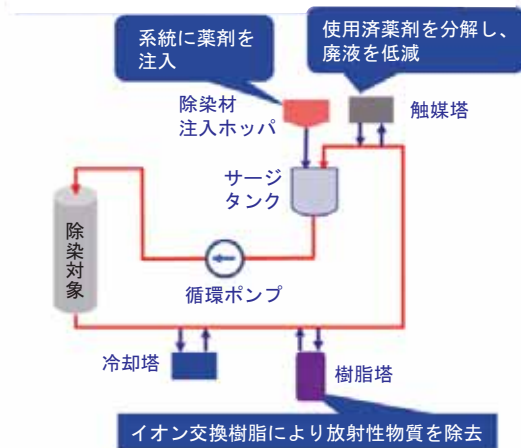 系統に薬剤を
注入
使用済薬剤を分解し、
廃液を低減
除染材
注入ホッパ
触媒塔
サージ
タンク
除染対象
循環ポンプ
冷却塔
樹脂塔
イオン交換樹脂により放射性物質を除去